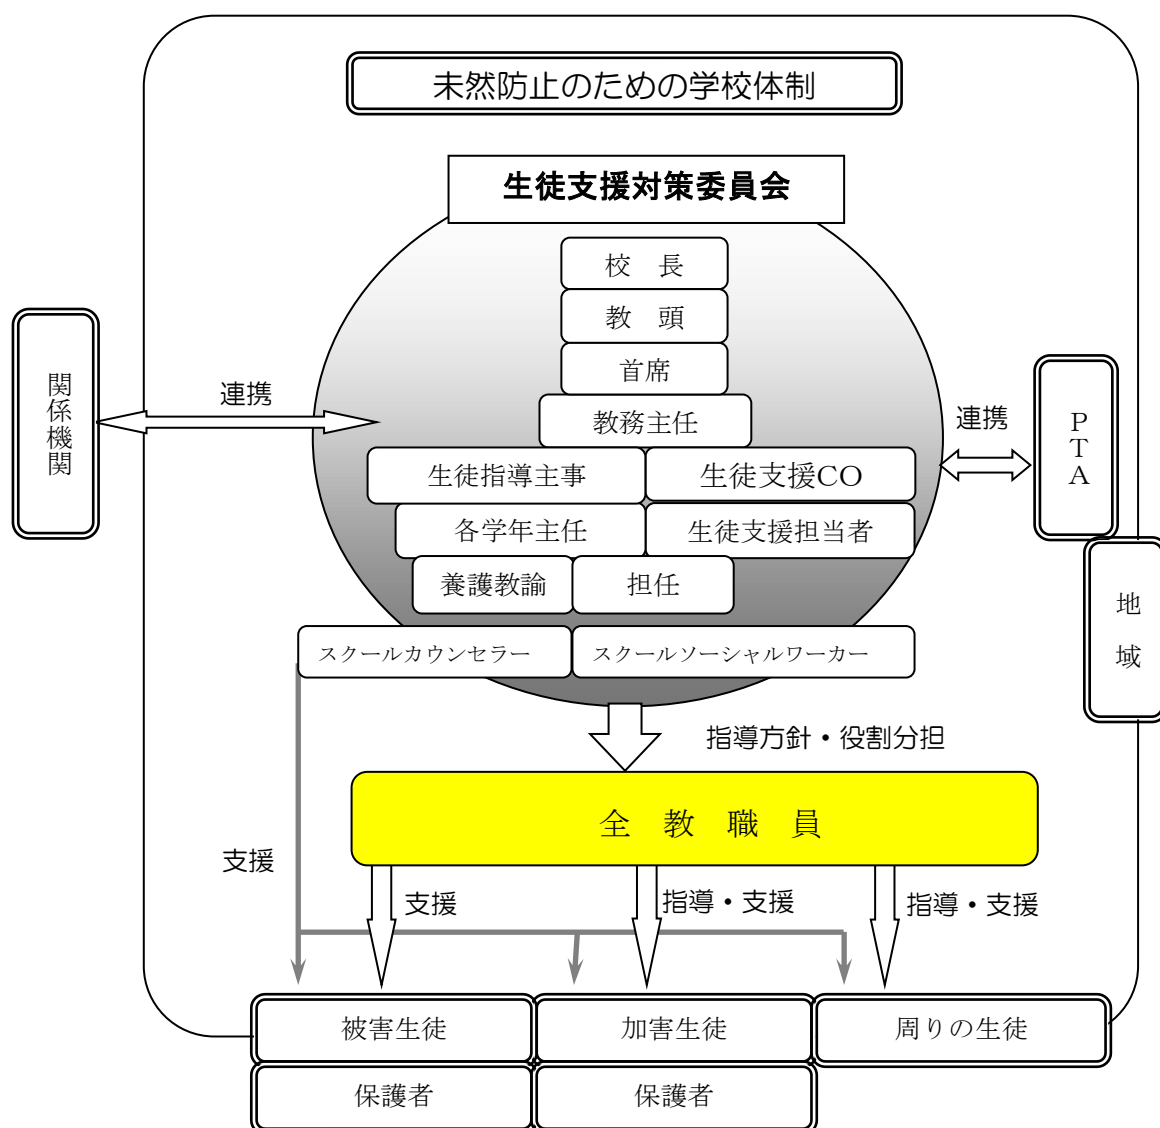 未然防止のための学校体制
生徒支援対策委員会
校　長
教　頭
首席
教務主任
生徒指導主事
生徒支援CO
各学年主任
生徒支援担当者
養護教諭
担任
スクールカウンセラー
スクールソーシャルワーカー
関係機関
連携
連携
PTA
地域
指導方針・役割分担
全　教　職　員
支援
支援
指導・支援
指導・支援
被害生徒
加害生徒
周りの生徒
保護者
保護者